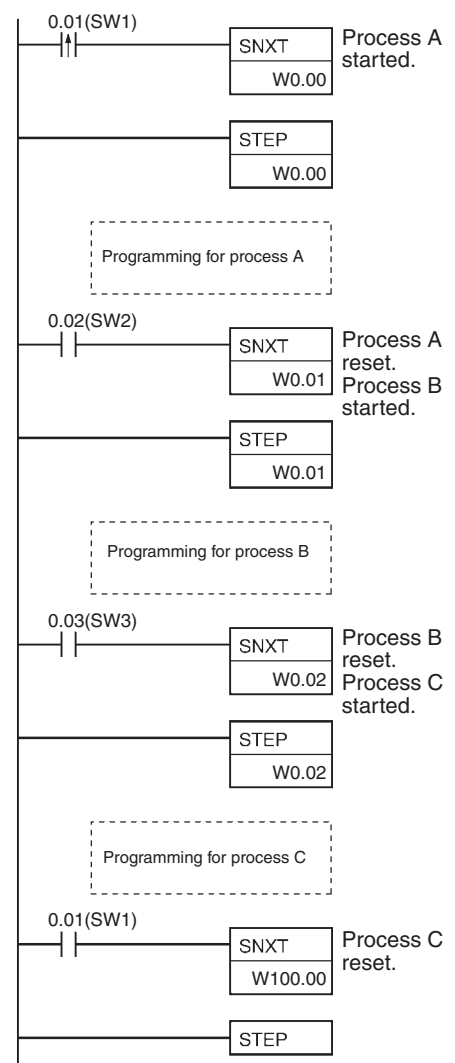 0.01(SW1)
SNXT
W0.00
Process A
started.
STEP
W0.00
Programming for process A
0.02(SW2)
SNXT
W0.01
Process A
reset.
Process B
started.
STEP
W0.01
Programming for process B
0.03(SW3)
SNXT
W0.02
Process B
reset.
Process C
started.
STEP
W0.02
Programming for process C
0.01(SW1)
SNXT
W100.00
Process C
reset.
STEP